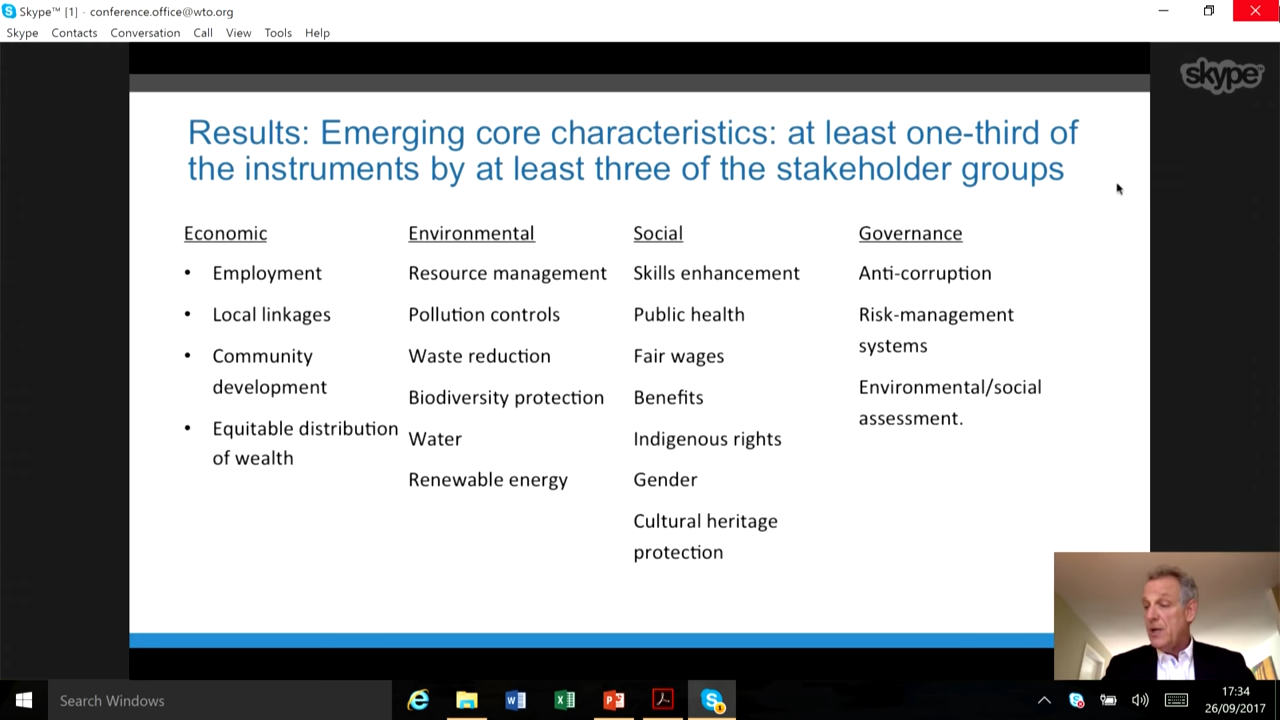 Skype™ [1] - conference.office@wto.org
Skype Contacts Conversation Call View Tools Help
skype™
Results: Emerging core characteristics: at least one-third of
the instruments by at least three of the stakeholder groups
Economic
• Employment
• Local linkages
• Community
development
• Equitable distribution
of wealth
Environmental
Resource management
Pollution controls
Waste reduction
Biodiversity protection
Water
Renewable energy
Social
Skills enhancement
Public health
Fair wages
Benefits
Indigenous rights
Gender
Cultural heritage
protection
Governance
Anti-corruption
Risk-management
systems
Environmental/social
assessment.
Search Windows
17:34
26/09/2017